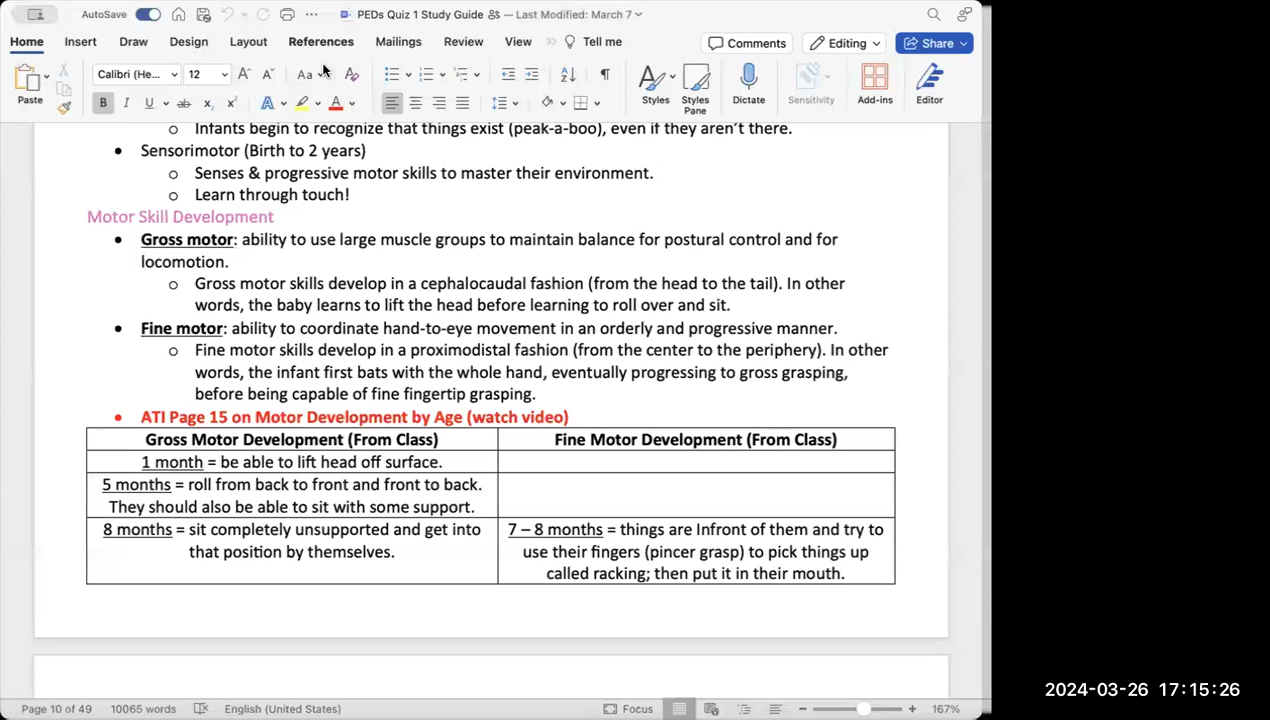 AutoSave PEDs Quiz 1 Study Guide — Last Modified: March 7
Home Insert Draw Design Layout References Mailings Review View Tell me Comments Editing Share
Paste Calibri (He... 12 Aa Styles Styles Pane Dictate Sensitivity Add-ins Editor
Infants begin to recognize that things exist (peak-a-boo), even if they aren't there.
• Sensorimotor (Birth to 2 years)
o Senses & progressive motor skills to master their environment.
o Learn through touch!
Motor Skill Development
• Gross motor: ability to use large muscle groups to maintain balance for postural control and for
locomotion.
o Gross motor skills develop in a cephalocaudal fashion (from the head to the tail). In other
words, the baby learns to lift the head before learning to roll over and sit.
• Fine motor: ability to coordinate hand-to-eye movement in an orderly and progressive manner.
o Fine motor skills develop in a proximodistal fashion (from the center to the periphery). In other
words, the infant first bats with the whole hand, eventually progressing to gross grasping,
before being capable of fine fingertip grasping.
• ATI Page 15 on Motor Development by Age (watch video)
Gross Motor Development (From Class) Fine Motor Development (From Class)
1 month = be able to lift head off surface.
5 months = roll from back to front and front to back.
They should also be able to sit with some support.
8 months = sit completely unsupported and get into
that position by themselves.
7 – 8 months = things are Infront of them and try to
use their fingers (pincer grasp) to pick things up
called racking; then put it in their mouth.
Page 10 of 49 10065 words English (United States) Focus 167%
2024-03-26 17:15:26